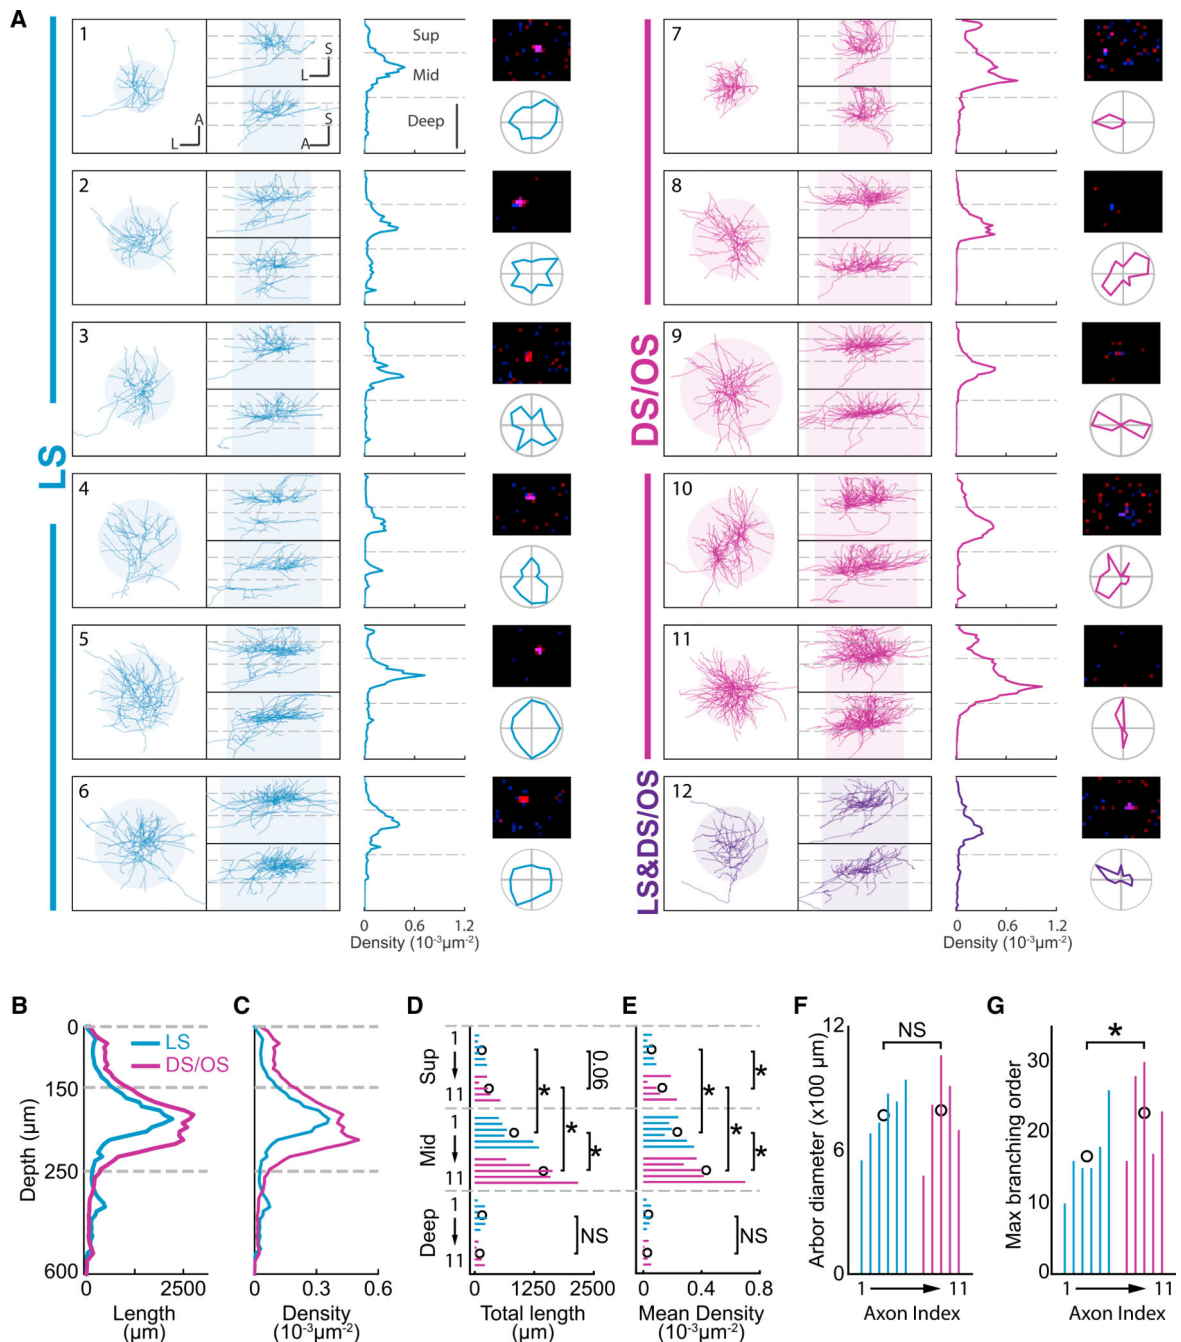 A
LS
1
A
L
S
L
S
A
Sup
Mid
Deep
2
3
4
5
6
0 0.6 1.2
Density (10⁻³µm⁻²)
DS/OS
7
8
9
10
11
LS&DS/OS
12
0 0.6 1.2
Density (10⁻³µm⁻²)
B
0
LS
DS/OS
150
250
600
Depth (µm)
0 2500
Length
(µm)
C
0 0.3 0.6
Density
(10⁻³µm⁻²)
D
Sup
1
11
0.06
Mid
1
11
*
*
*
Deep
1
11
NS
0 1250 2500
Total length
(µm)
E
*
*
*
*
NS
0 0.4 0.8
Mean Density
(10⁻³µm⁻²)
F
12
NS
6
0
Arbor diameter (x100 µm)
1 11
Axon Index
G
*
30
20
10
0
Max branching order
1 11
Axon Index